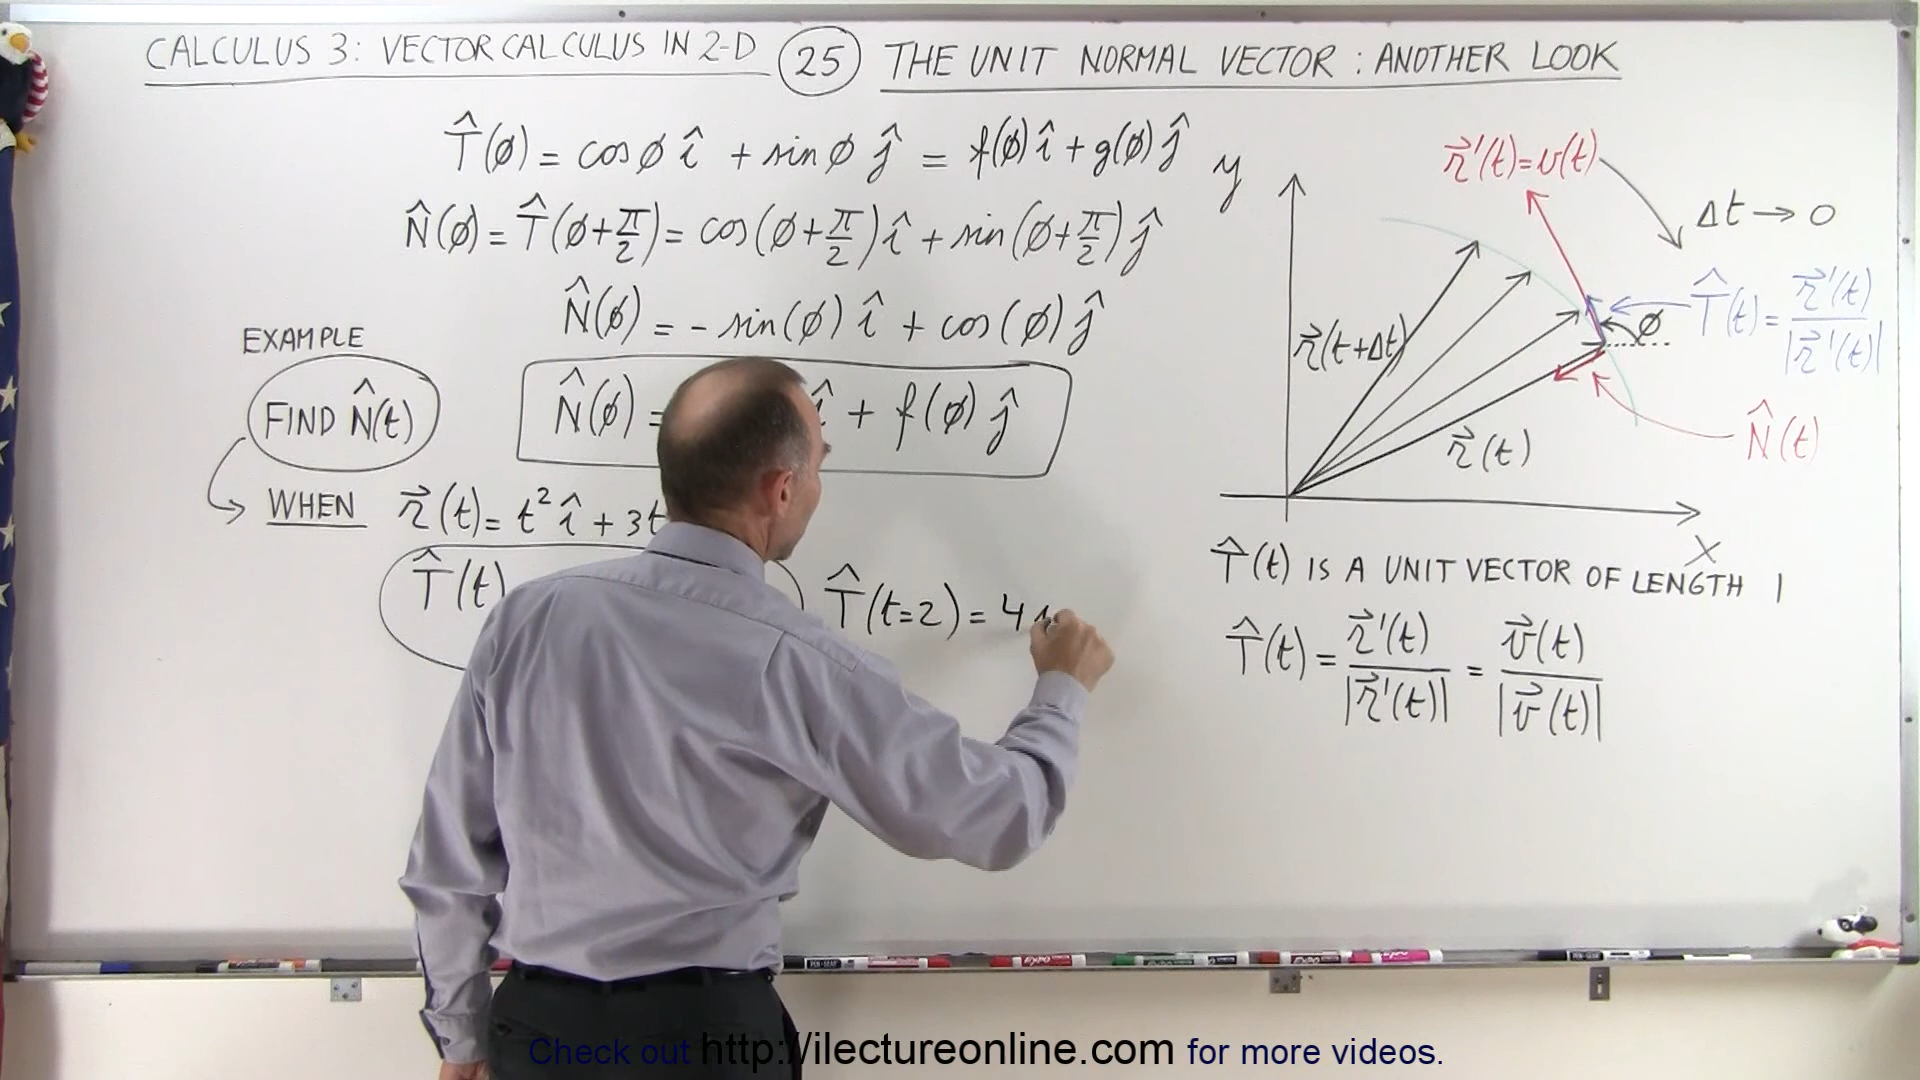 CALCULUS 3: VECTOR CALCULUS IN 2-D 25 THE UNIT NORMAL VECTOR: ANOTHER LOOK
T̂(ø) = cos ø î + sin ø ĵ = f(ø) î + g(ø) ĵ
N̂(ø) = T̂(ø+π/2) = cos(ø+π/2) î + sin(ø+π/2) ĵ
N̂(ø) = -sin(ø) î + cos(ø) ĵ
N̂(ø) = î + f(ø) ĵ
EXAMPLE
FIND N̂(t)
WHEN r⃗(t) = t² î + 3t
T̂(t)
T̂(t=2) = 4
y
r⃗'(t)=v(t)
Δt → 0
T̂(t) = r⃗'(t)/|r⃗'(t)|
ø
r⃗(t+Δt)
r⃗(t)
N̂(t)
X
T̂(t) IS A UNIT VECTOR OF LENGTH 1
T̂(t) = r⃗'(t)/|r⃗'(t)| = v⃗(t)/|v⃗(t)|
Check out http://ilectureonline.com for more videos.